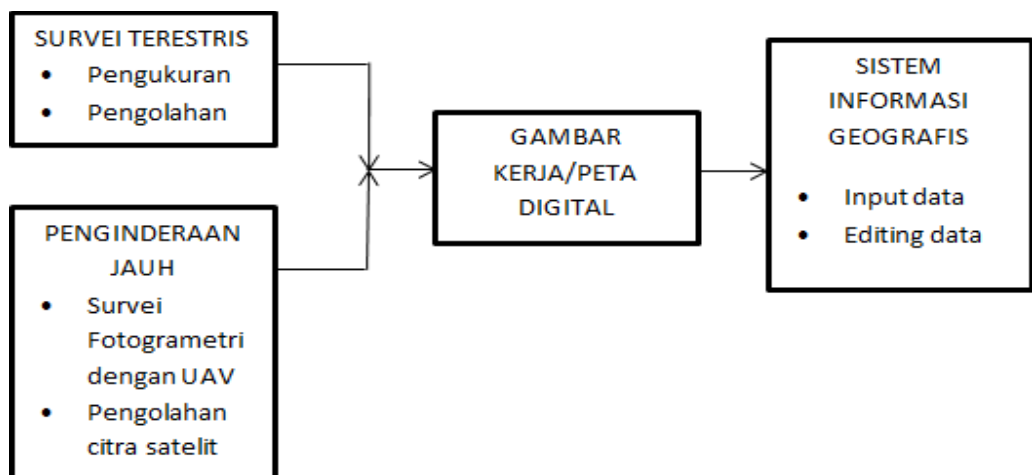 SURVEI TERESTRIS
• Pengukuran
• Pengolahan
PENGINDERAAN
JAUH
• Survei
Fotogrametri
dengan UAV
• Pengolahan
citra satelit
GAMBAR
KERJA/PETA
DIGITAL
SISTEM
INFORMASI
GEOGRAFIS
• Input data
• Editing data